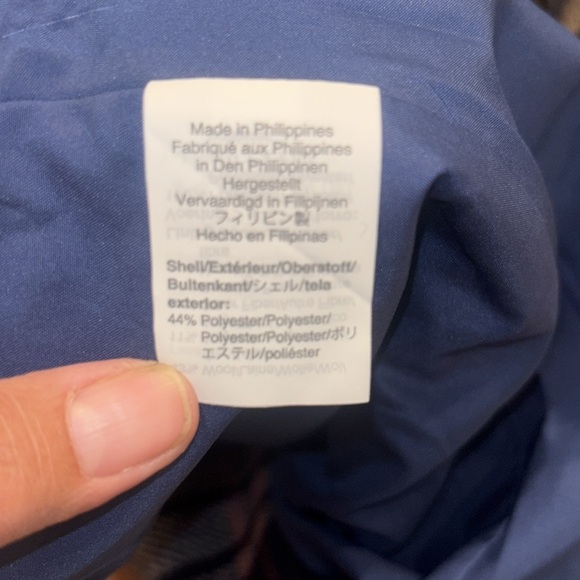 Made in Philippines
Fabriqué aux Philippines
in Den Philippinen
Hergestellt
Vervaardigd in Filipijnen
フィリピン製
Hecho en Filipinas
Shell/Extérieur/Oberstoff/
Buitenkant/シェル/tela
exterior:
44% Polyester/Polyester/
Polyester/Polyester/ポリ
エステル/poliéster